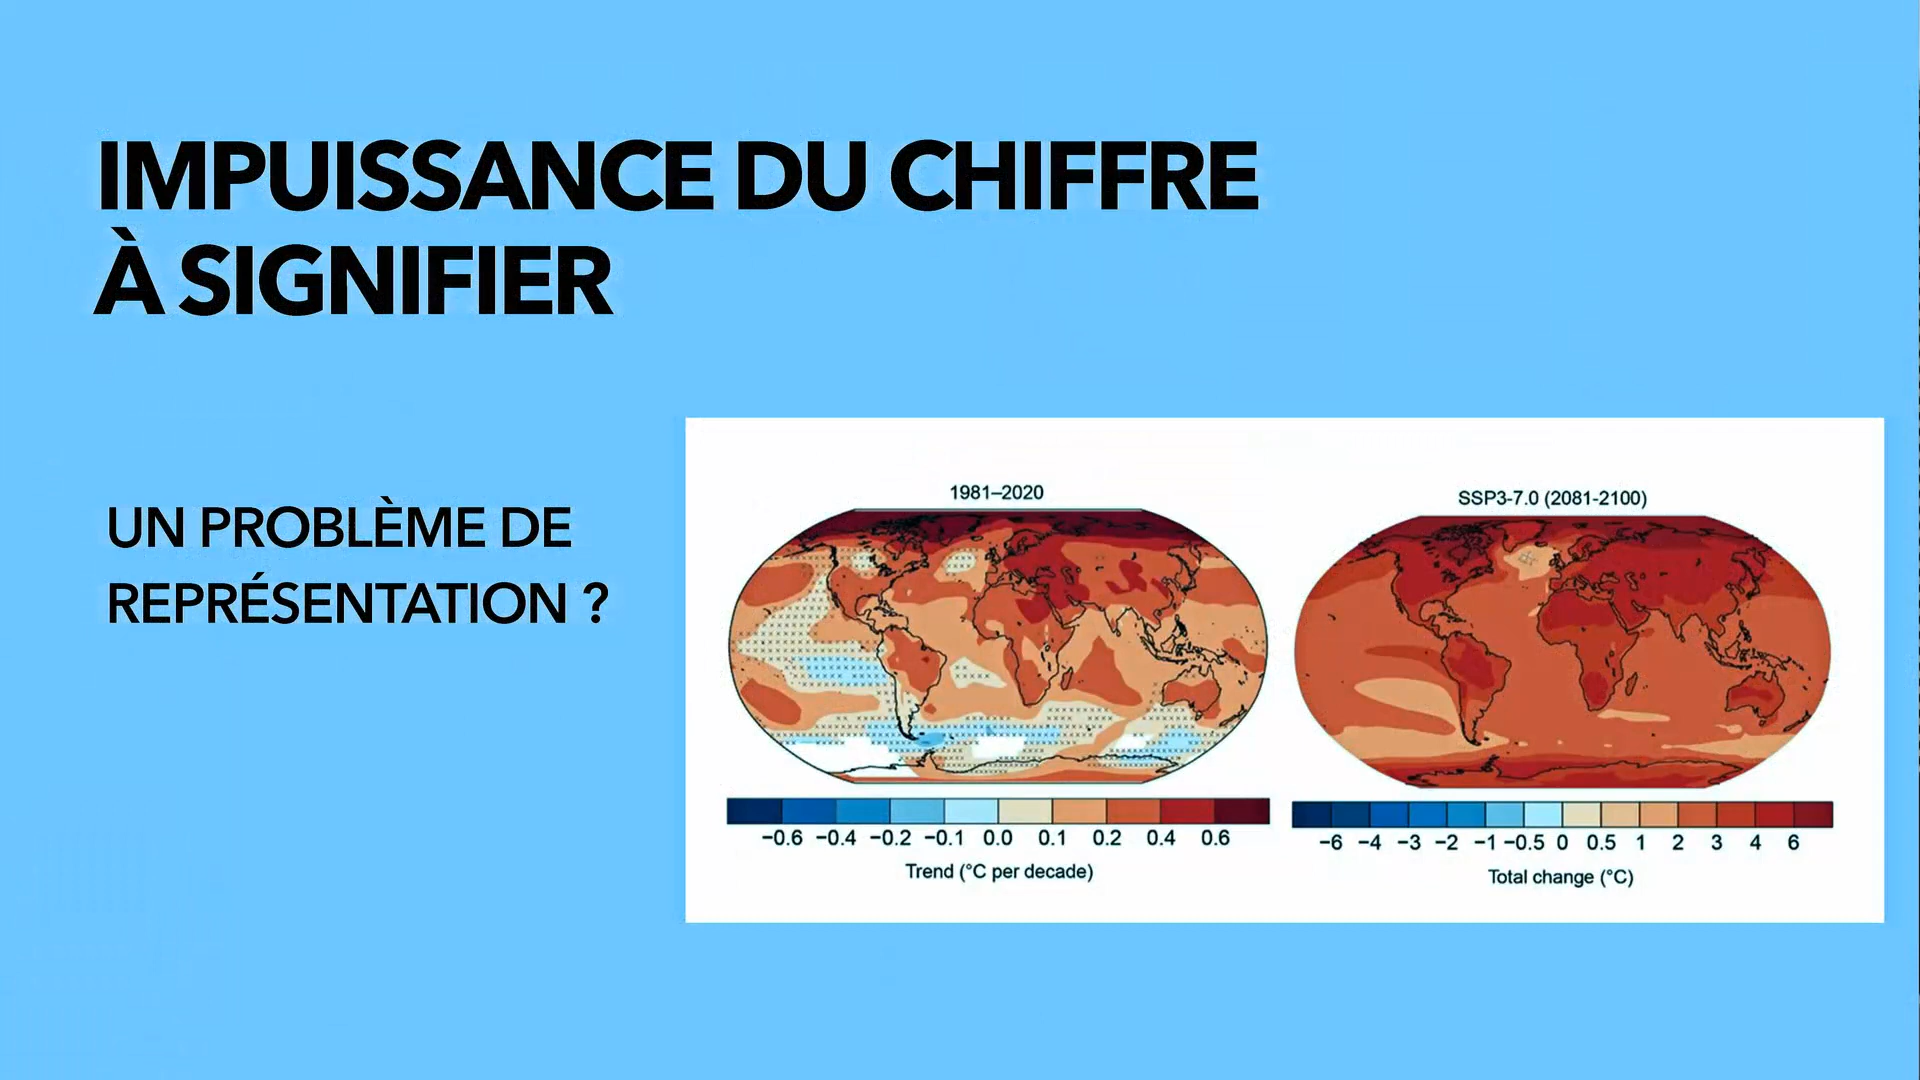 IMPUISSANCE DU CHIFFRE
À SIGNIFIER
UN PROBLÈME DE
REPRÉSENTATION ?
1981–2020
−0.6 −0.4 −0.2 −0.1 0.0 0.1 0.2 0.4 0.6
Trend (°C per decade)
SSP3-7.0 (2081-2100)
−6 −4 −3 −2 −1 −0.5 0 0.5 1 2 3 4 6
Total change (°C)